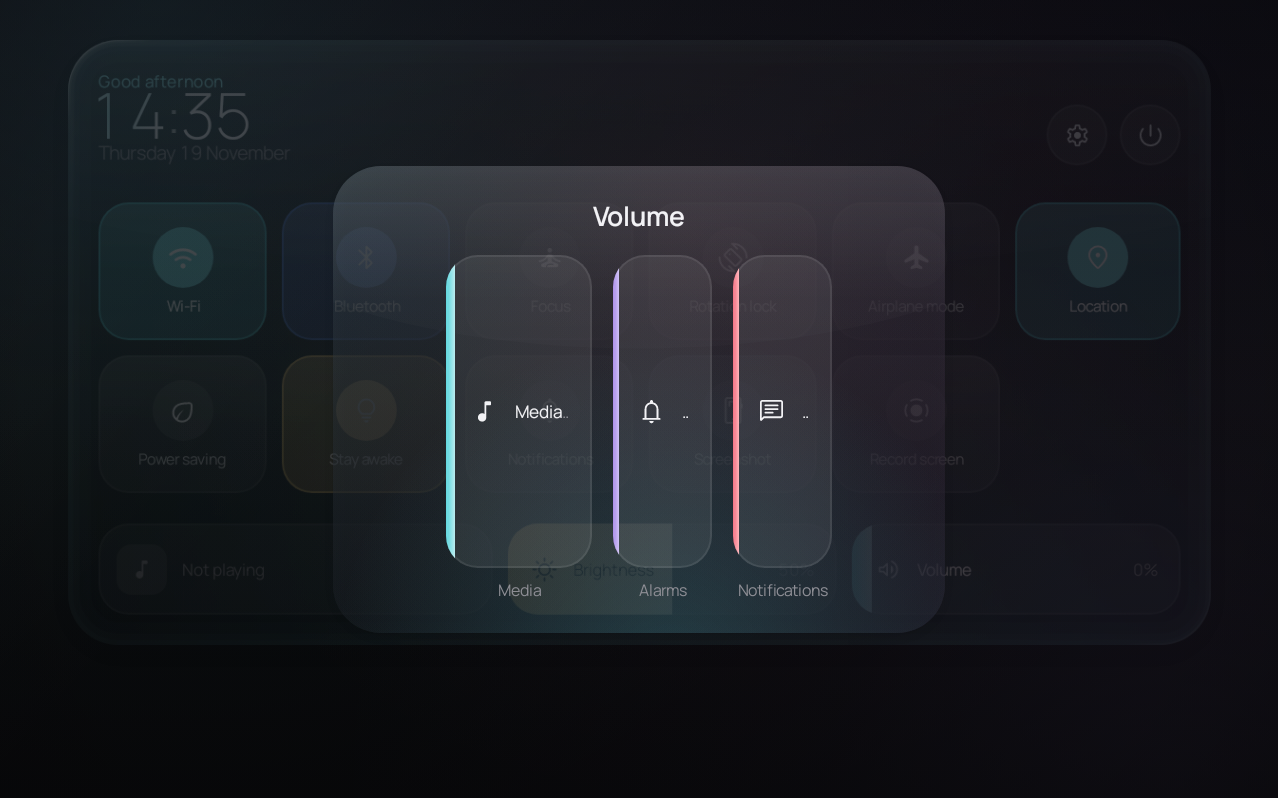 Good afternoon
14:35
Thursday 19 November
Volume
Wi-Fi
Bluetooth
Focus
Rotation lock
Airplane mode
Location
Media..
..
..
Power saving
Stay awake
Notifications
Screenshot
Record screen
Not playing
Brightness
Volume
0%
Media
Alarms
Notifications